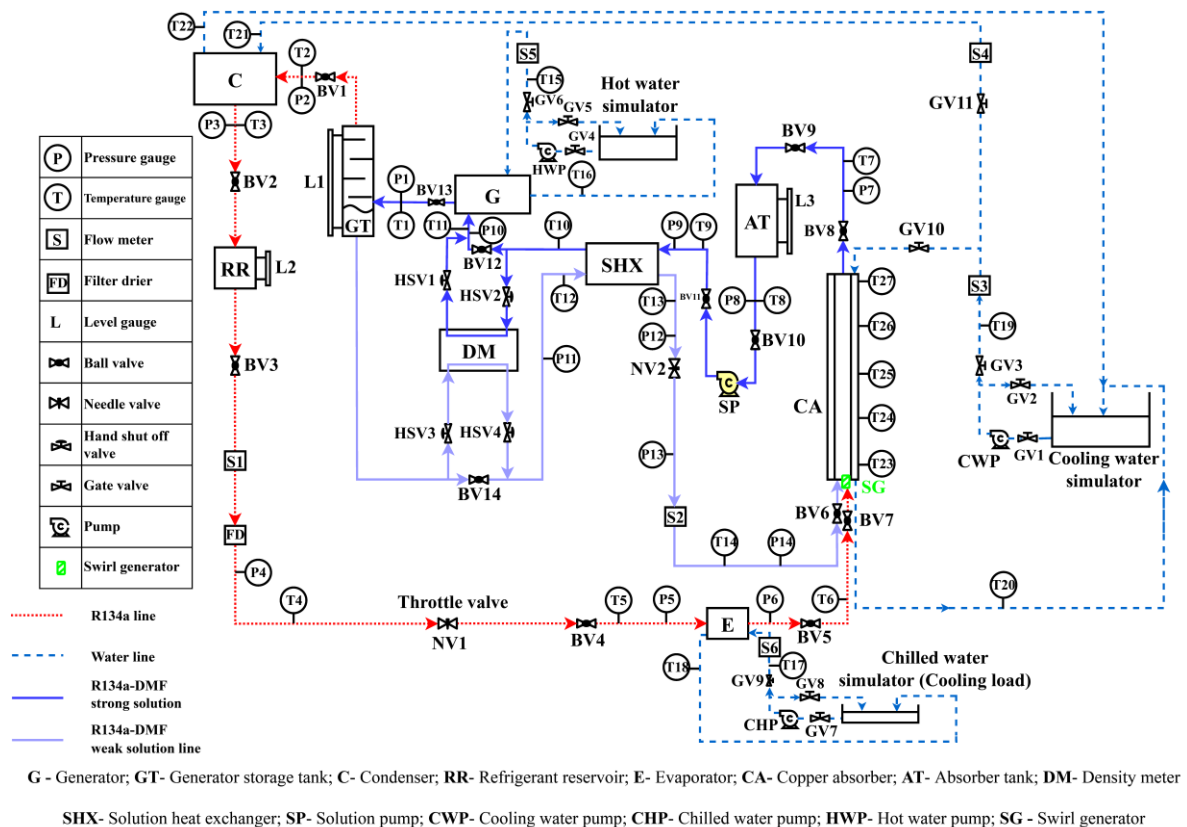 T22
T21
T2
C
P2
BV1
P3
T3
S5
T15
GV6
GV5
Hot water
simulator
GV4
HWP
T16
S4
GV11
P
Pressure gauge
T
Temperature gauge
S
Flow meter
FD
Filter drier
L
Level gauge
Ball valve
Needle valve
Hand shut off
valve
Gate valve
C
Pump
Swirl generator
R134a line
Water line
R134a-DMF
strong solution
R134a-DMF
weak solution line
BV2
RR
L2
BV3
S1
FD
P4
T4
L1
GT
P1
T1
BV13
G
T11
P10
T10
BV12
HSV1
HSV2
DM
HSV3
HSV4
BV14
T12
P11
SHX
P9
T9
T13
P12
NV2
BV11
P13
S2
T14
P14
BV9
T7
P7
AT
L3
BV8
P8
T8
BV10
C
SP
GV10
T27
T26
T25
T24
T23
CA
SG
BV6
BV7
S3
T19
GV3
GV2
C
CWP
GV1
Cooling water
simulator
T20
Throttle valve
NV1
BV4
T5
P5
E
P6
BV5
T6
S6
T18
T17
GV9
GV8
C
CHP
GV7
Chilled water
simulator (Cooling load)
G - Generator; GT- Generator storage tank; C- Condenser; RR- Refrigerant reservoir; E- Evaporator; CA- Copper absorber; AT- Absorber tank; DM- Density meter
SHX- Solution heat exchanger; SP- Solution pump; CWP- Cooling water pump; CHP- Chilled water pump; HWP- Hot water pump; SG - Swirl generator